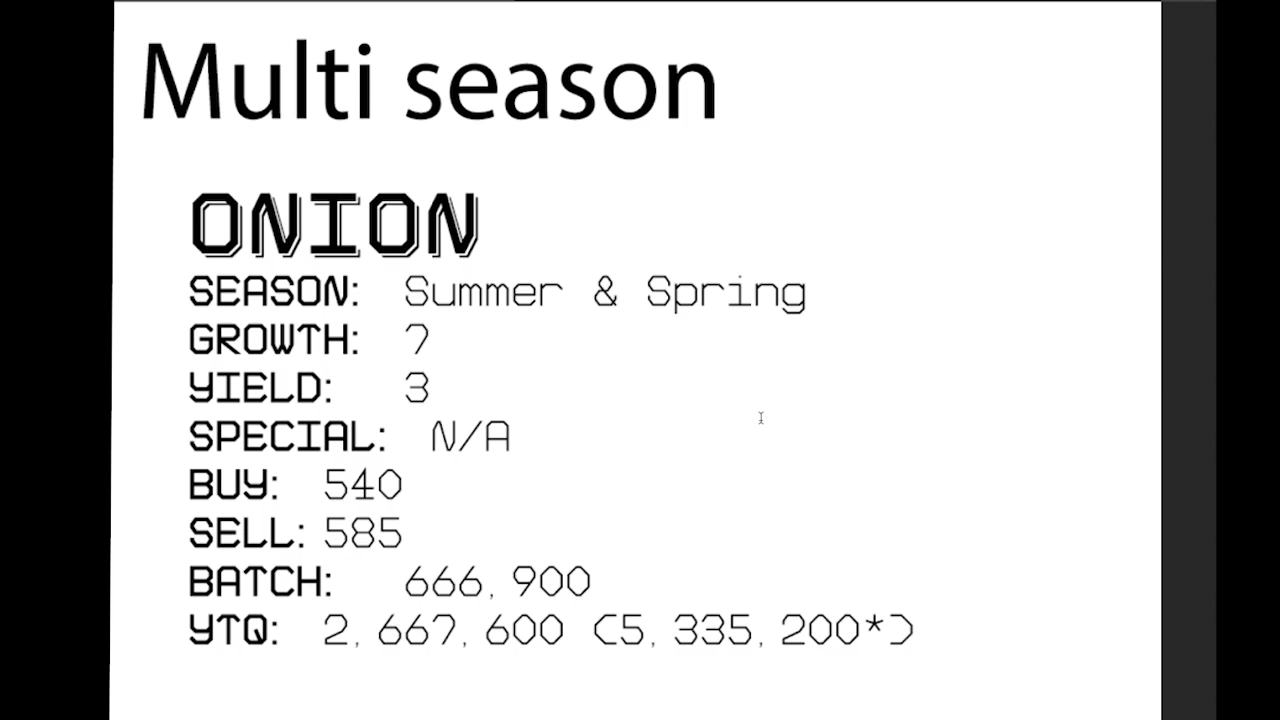 Multi season
ONION
SEASON: Summer & Spring
GROWTH: 7
YIELD: 3
SPECIAL: N/A
BUY: 540
SELL: 585
BATCH: 666,900
YTQ: 2,667,600 (5,335,200*)